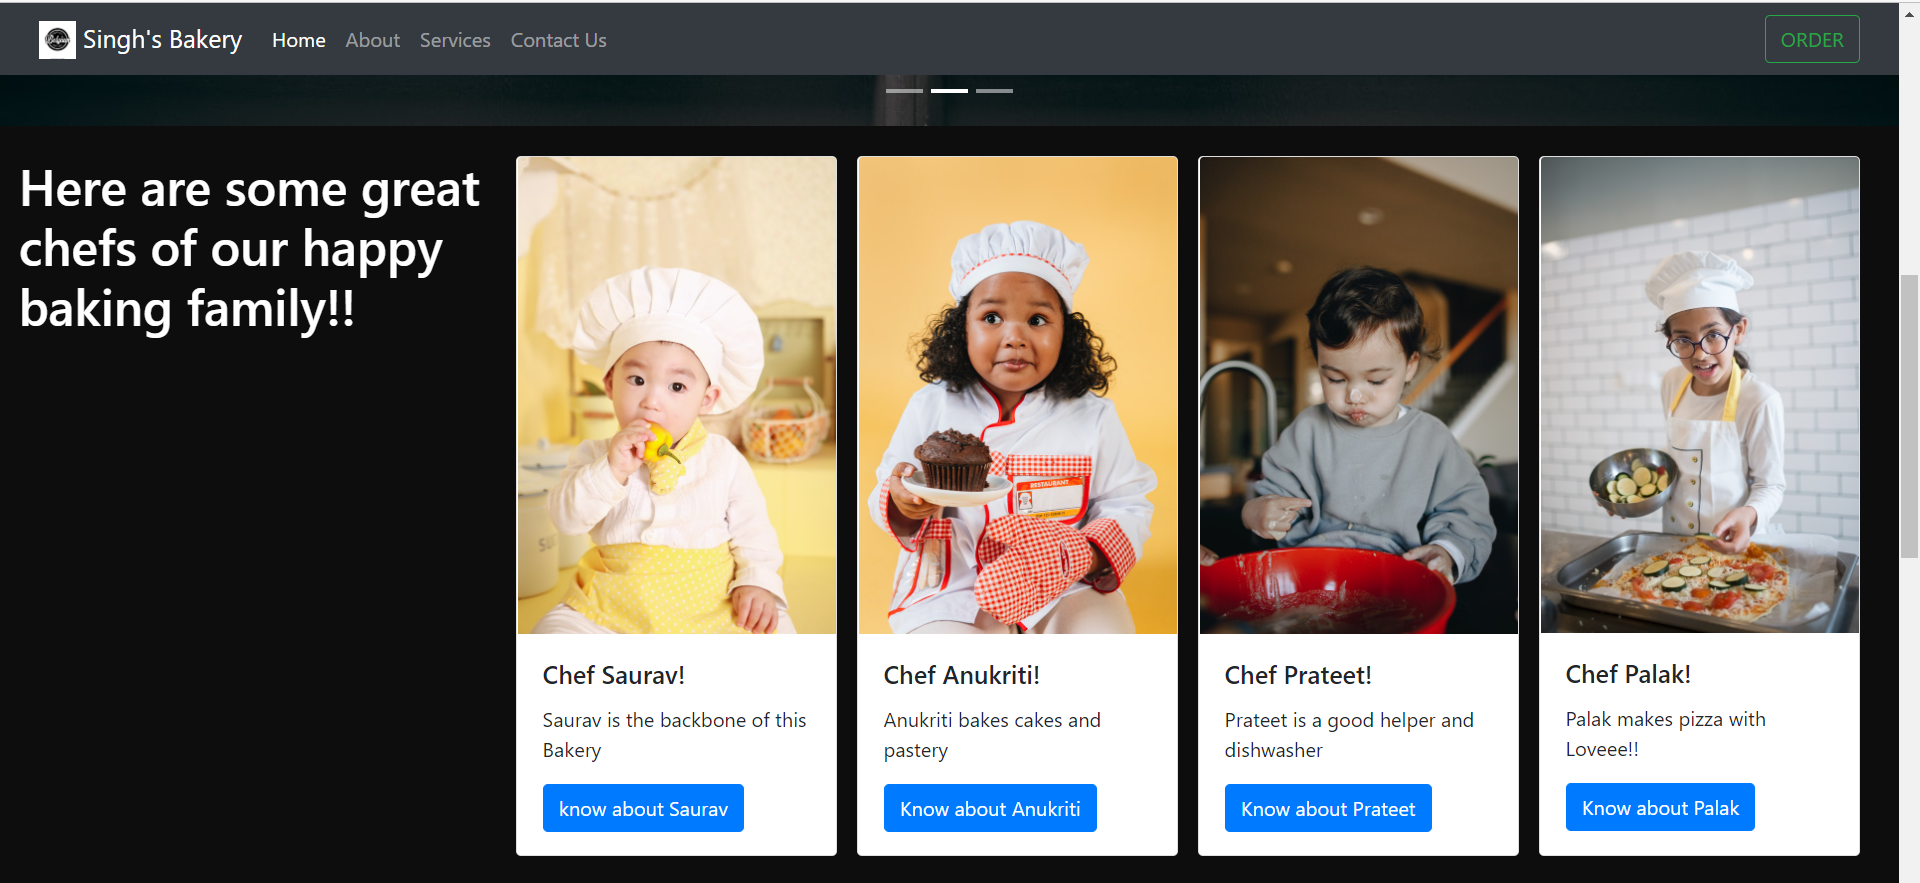 Singh's Bakery
Home
About
Services
Contact Us
ORDER
Here are some great
chefs of our happy
baking family!!
RESTAURANT
Chef Saurav!
Saurav is the backbone of this
Bakery
know about Saurav
Chef Anukriti!
Anukriti bakes cakes and
pastery
Know about Anukriti
Chef Prateet!
Prateet is a good helper and
dishwasher
Know about Prateet
Chef Palak!
Palak makes pizza with
Loveee!!
Know about Palak